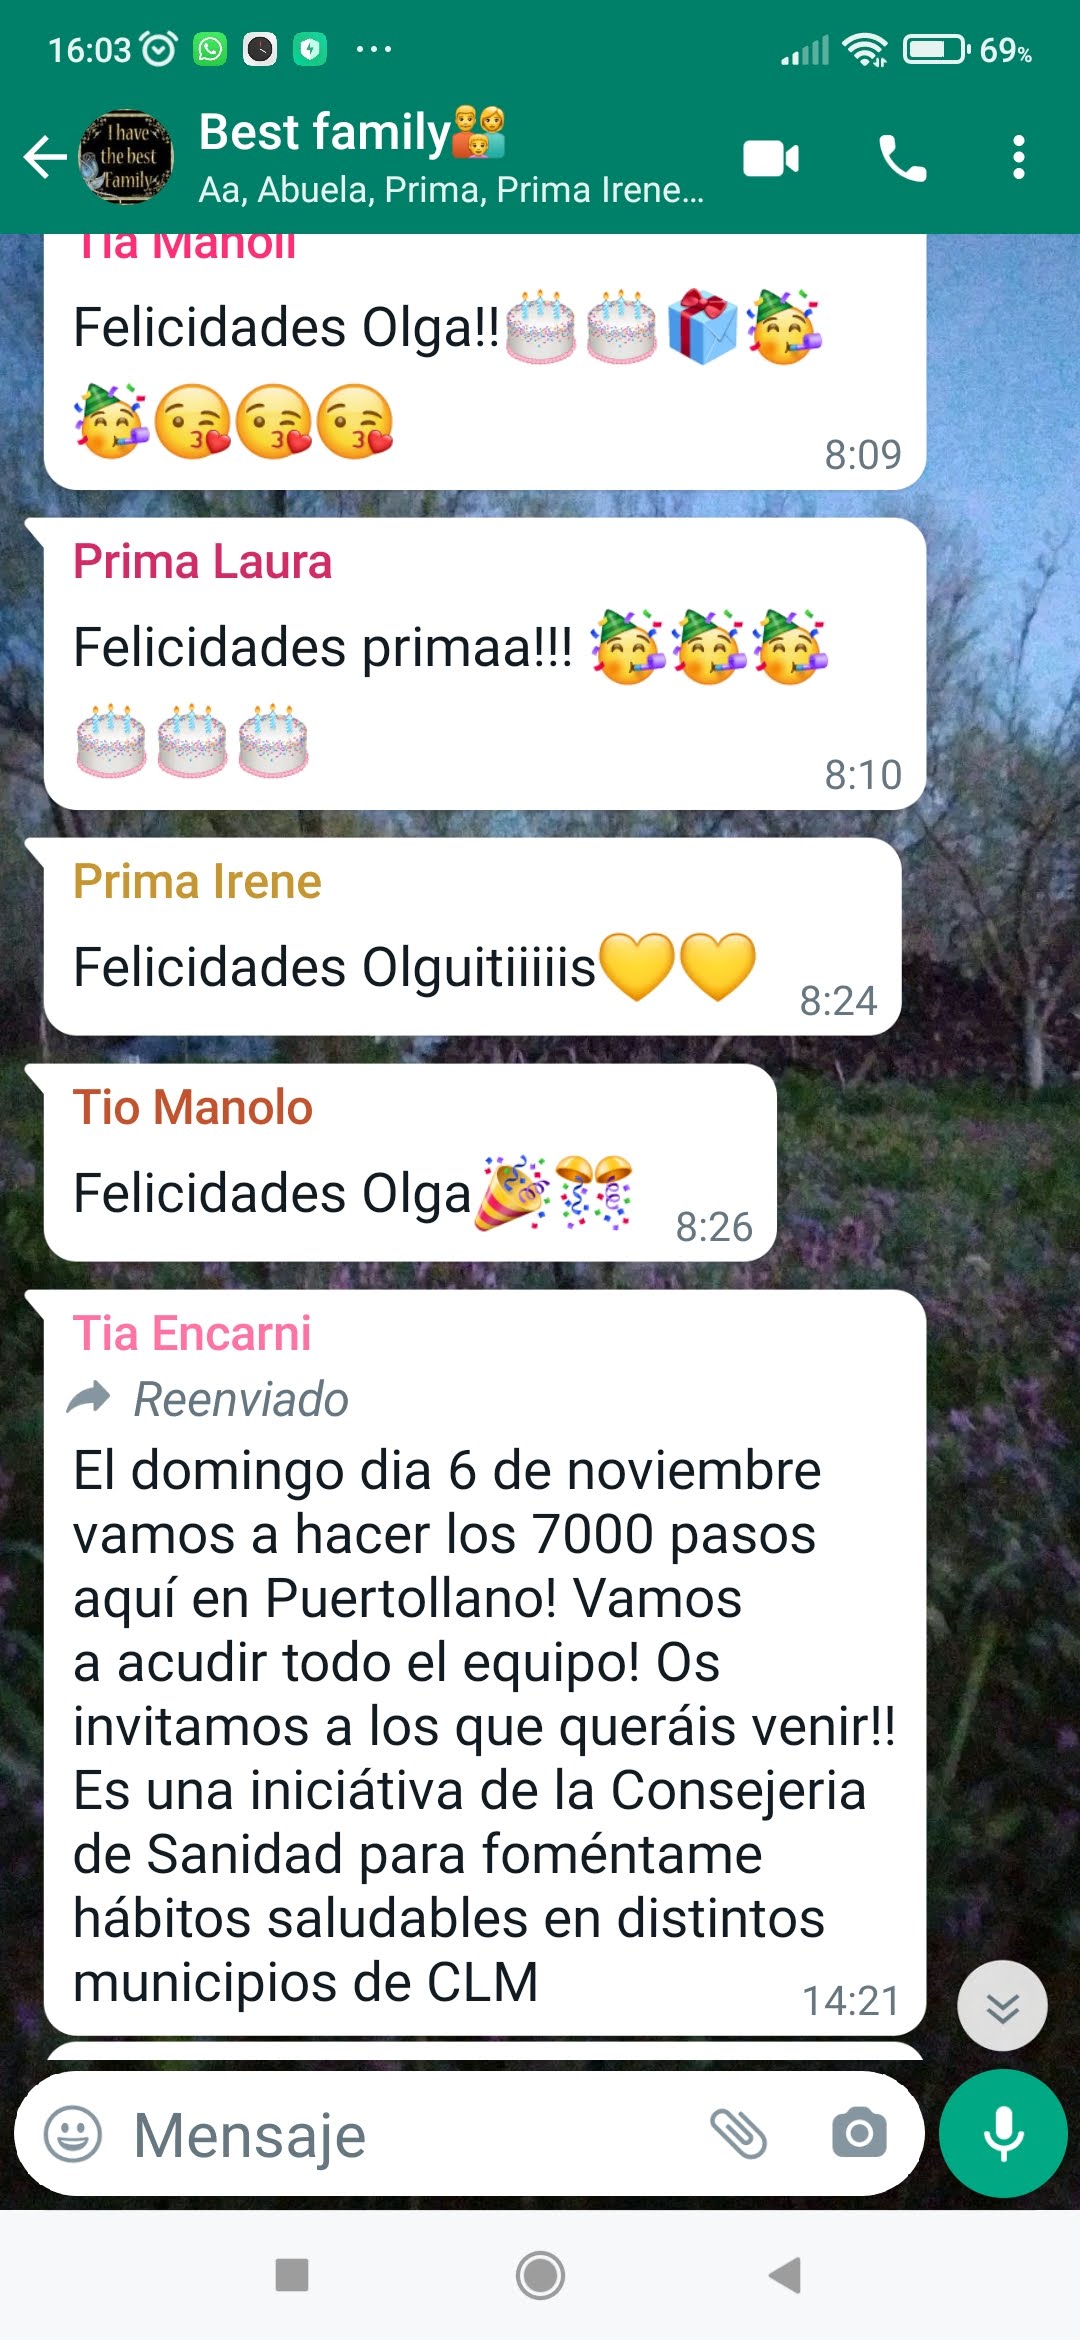 16:03
69%
I have
the best
Family
Best family
Aa, Abuela, Prima, Prima Irene...
Tia Manoli
Felicidades Olga!!
8:09
Prima Laura
Felicidades primaa!!!
8:10
Prima Irene
Felicidades Olguitiiiiis
8:24
Tio Manolo
Felicidades Olga
8:26
Tia Encarni
Reenviado
El domingo dia 6 de noviembre
vamos a hacer los 7000 pasos
aquí en Puertollano! Vamos
a acudir todo el equipo! Os
invitamos a los que queráis venir!!
Es una iniciátiva de la Consejeria
de Sanidad para foméntame
hábitos saludables en distintos
municipios de CLM
14:21
Mensaje